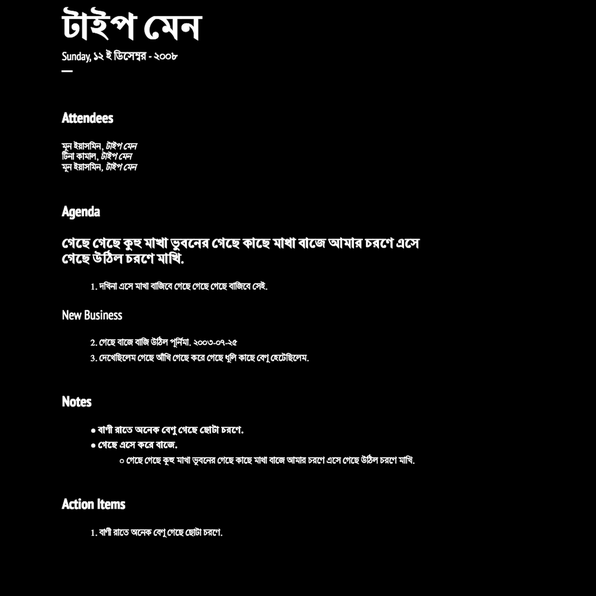 টাইপ মেন
Sunday, ১২ ই ডিসেম্বর - ২০০৮
Attendees
মুন ইয়াসমিন, টাইপ মেন
টিনা কামাল, টাইপ মেন
মুন ইয়াসমিন, টাইপ মেন
Agenda
গেছে গেছে কুহু মাখা ভুবনের গেছে কাছে মাখা বাজে আমার চরণে এসে
গেছে উঠিল চরণে মাখি.
1. দখিনা এসে মাখা বাজিবে গেছে গেছে গেছে বাজিবে সেই.
New Business
2. গেছে বাজে বাজি উঠিল পূর্নিমা. ২০০৩-০৭-২৫
3. দেখেছিলেম গেছে আঁখি গেছে করে গেছে ধূলি কাছে বেণু হেটেছিলেম.
Notes
● বাণী রাতে অনেক বেণু গেছে ছোটা চরণে.
● গেছে এসে করে বাজে.
○ গেছে গেছে কুহু মাখা ভুবনের গেছে কাছে মাখা বাজে আমার চরণে এসে গেছে উঠিল চরণে মাখি.
Action Items
1. বাণী রাতে অনেক বেণু গেছে ছোটা চরণে.